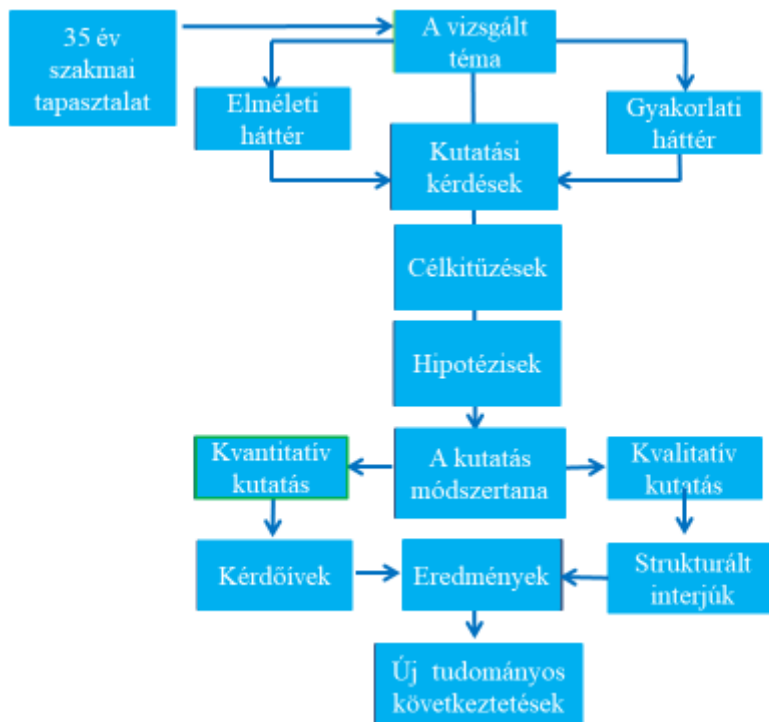 35 év
szakmai
tapasztalat
A vizsgált
téma
Elméleti
háttér
Gyakorlati
háttér
Kutatási
kérdések
Célkitűzések
Hipotézisek
Kvantitatív
kutatás
A kutatás
módszertana
Kvalitatív
kutatás
Kérdőívek
Eredmények
Strukturált
interjúk
Új tudományos
következtetések